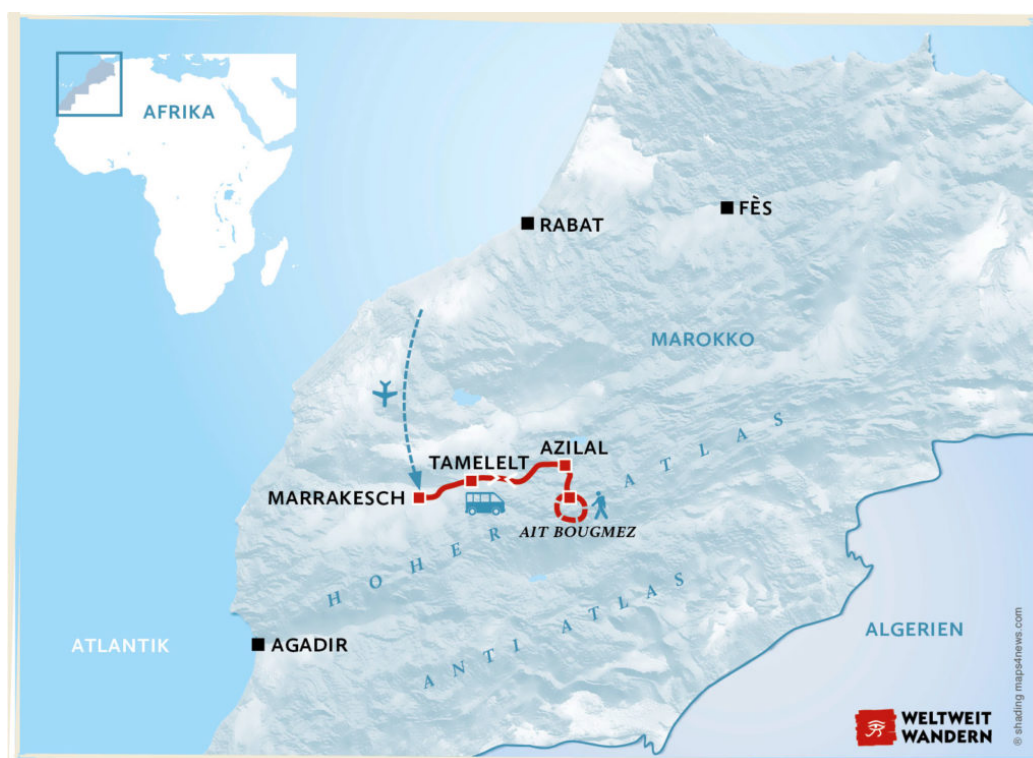 AFRIKA
RABAT
FÈS
MAROKKO
AZILAL
TAMELELT
MARRAKESCH
AIT BOUGMEZ
HOHER ATLAS
ANTI ATLAS
ATLANTIK
AGADIR
ALGERIEN
WELTWEIT
WANDERN
® shading maps4news.com